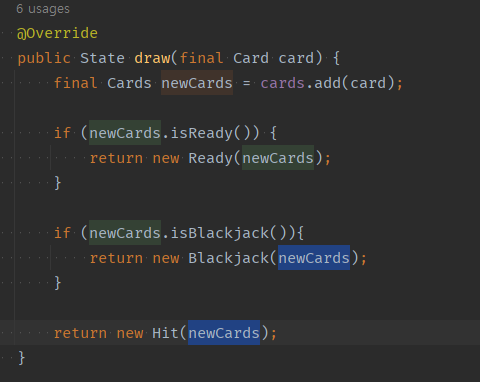 6 usages
@Override
public State draw(final Card card) {
final Cards newCards = cards.add(card);
if (newCards.isReady()) {
return new Ready(newCards);
}
if (newCards.isBlackjack()){
return new Blackjack(newCards);
}
return new Hit(newCards);
}